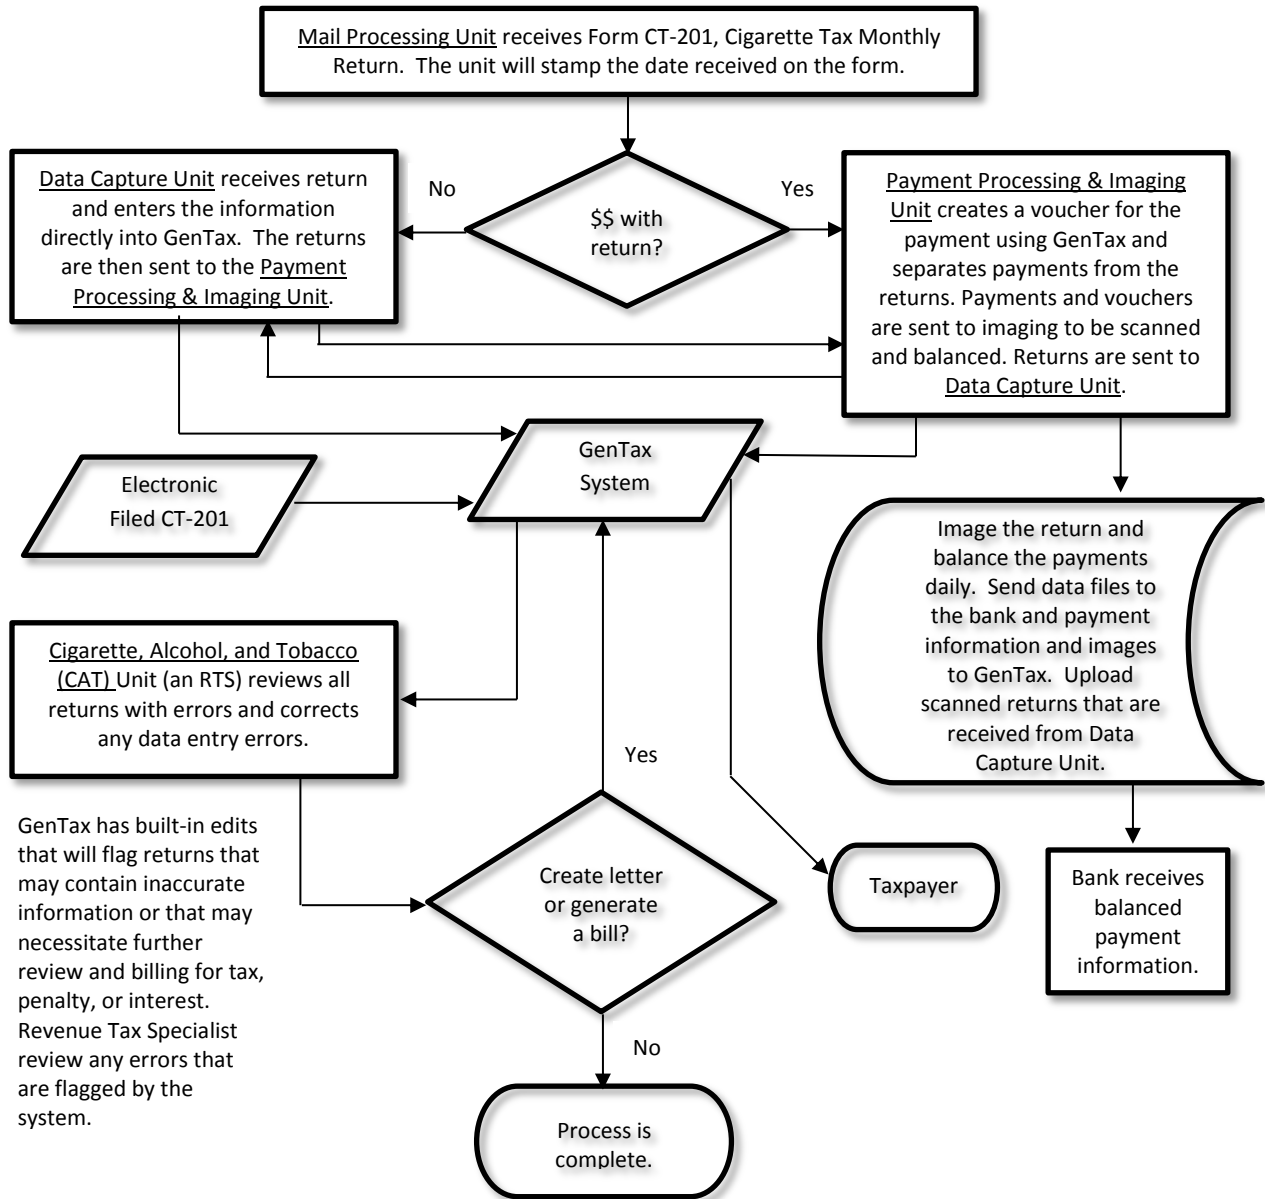 Mail Processing Unit receives Form CT-201, Cigarette Tax Monthly
Return.  The unit will stamp the date received on the form.
Data Capture Unit receives return
and enters the information
directly into GenTax.  The returns
are then sent to the Payment
Processing & Imaging Unit.
No
$$ with
return?
Yes
Payment Processing & Imaging
Unit creates a voucher for the
payment using GenTax and
separates payments from the
returns. Payments and vouchers
are sent to imaging to be scanned
and balanced. Returns are sent to
Data Capture Unit.
GenTax
System
Electronic
Filed CT-201
Image the return and
balance the payments
daily.  Send data files to
the bank and payment
information and images
to GenTax.  Upload
scanned returns that are
received from Data
Capture Unit.
Cigarette, Alcohol, and Tobacco
(CAT) Unit (an RTS) reviews all
returns with errors and corrects
any data entry errors.
Yes
GenTax has built-in edits
that will flag returns that
may contain inaccurate
information or that may
necessitate further
review and billing for tax,
penalty, or interest.
Revenue Tax Specialist
review any errors that
are flagged by the
system.
Create letter
or generate
a bill?
Taxpayer
Bank receives
balanced
payment
information.
No
Process is
complete.